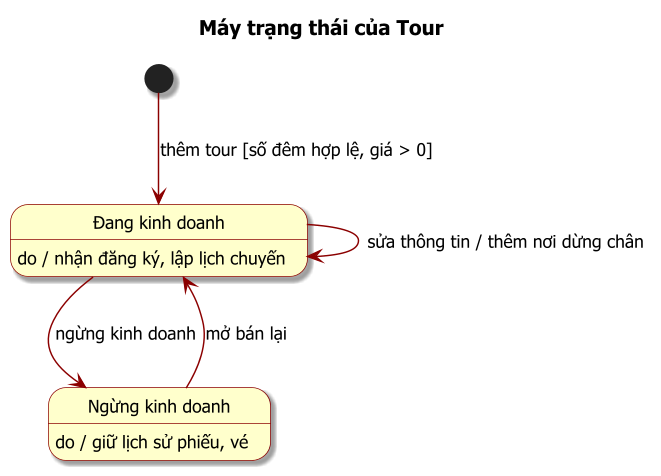 Máy trạng thái của Tour
thêm tour [số đêm hợp lệ, giá > 0]
Đang kinh doanh
do / nhận đăng ký, lập lịch chuyến
sửa thông tin / thêm nơi dừng chân
ngừng kinh doanh
mở bán lại
Ngừng kinh doanh
do / giữ lịch sử phiếu, vé